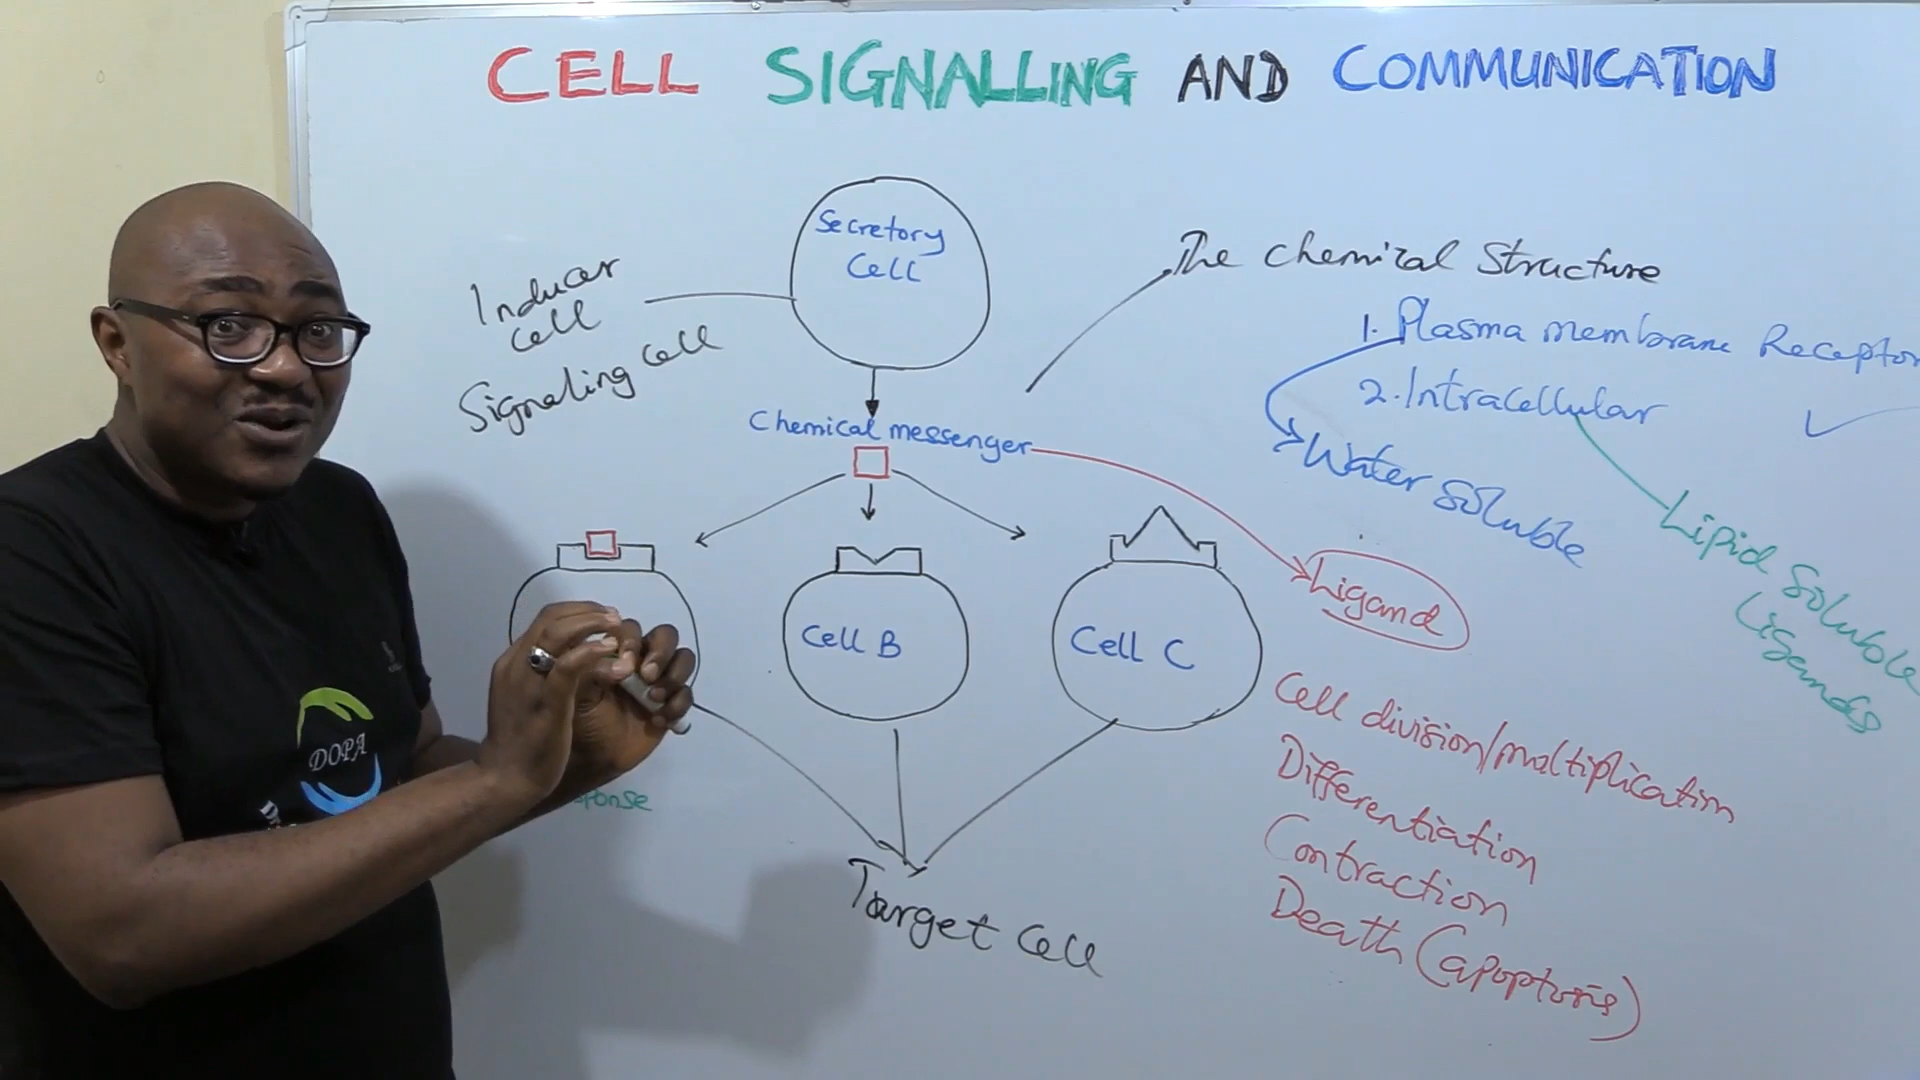 CELL SIGNALLING AND COMMUNICATION
Secretory
Cell
Inducer
Cell
Signaling Cell
The Chemical Structure
1. Plasma membrane Receptor
2. Intracellular
Water Soluble
Lipid Soluble
Ligands
Chemical messenger
Ligand
Cell B
Cell C
Cell division/multiplication
Differentiation
Contraction
Death (apoptosis)
Target Cell
DOPA